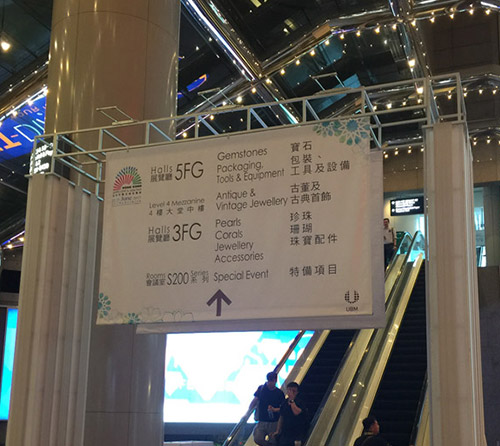 Halls 5FG Gemstones 寶石
展覽廳 Packaging, 包裝、
Tools & Equipment 工具及設備
Level 4 Mezzanine Antique & 古董及
4 樓大堂中樓 Vintage Jewellery 古典首飾
Halls 3FG Pearls 珍珠
展覽廳 Corals 珊瑚
Jewellery 珠寶配件
Accessories
Rooms S200 Series Special Event 特備項目
會議室 系列
UBM